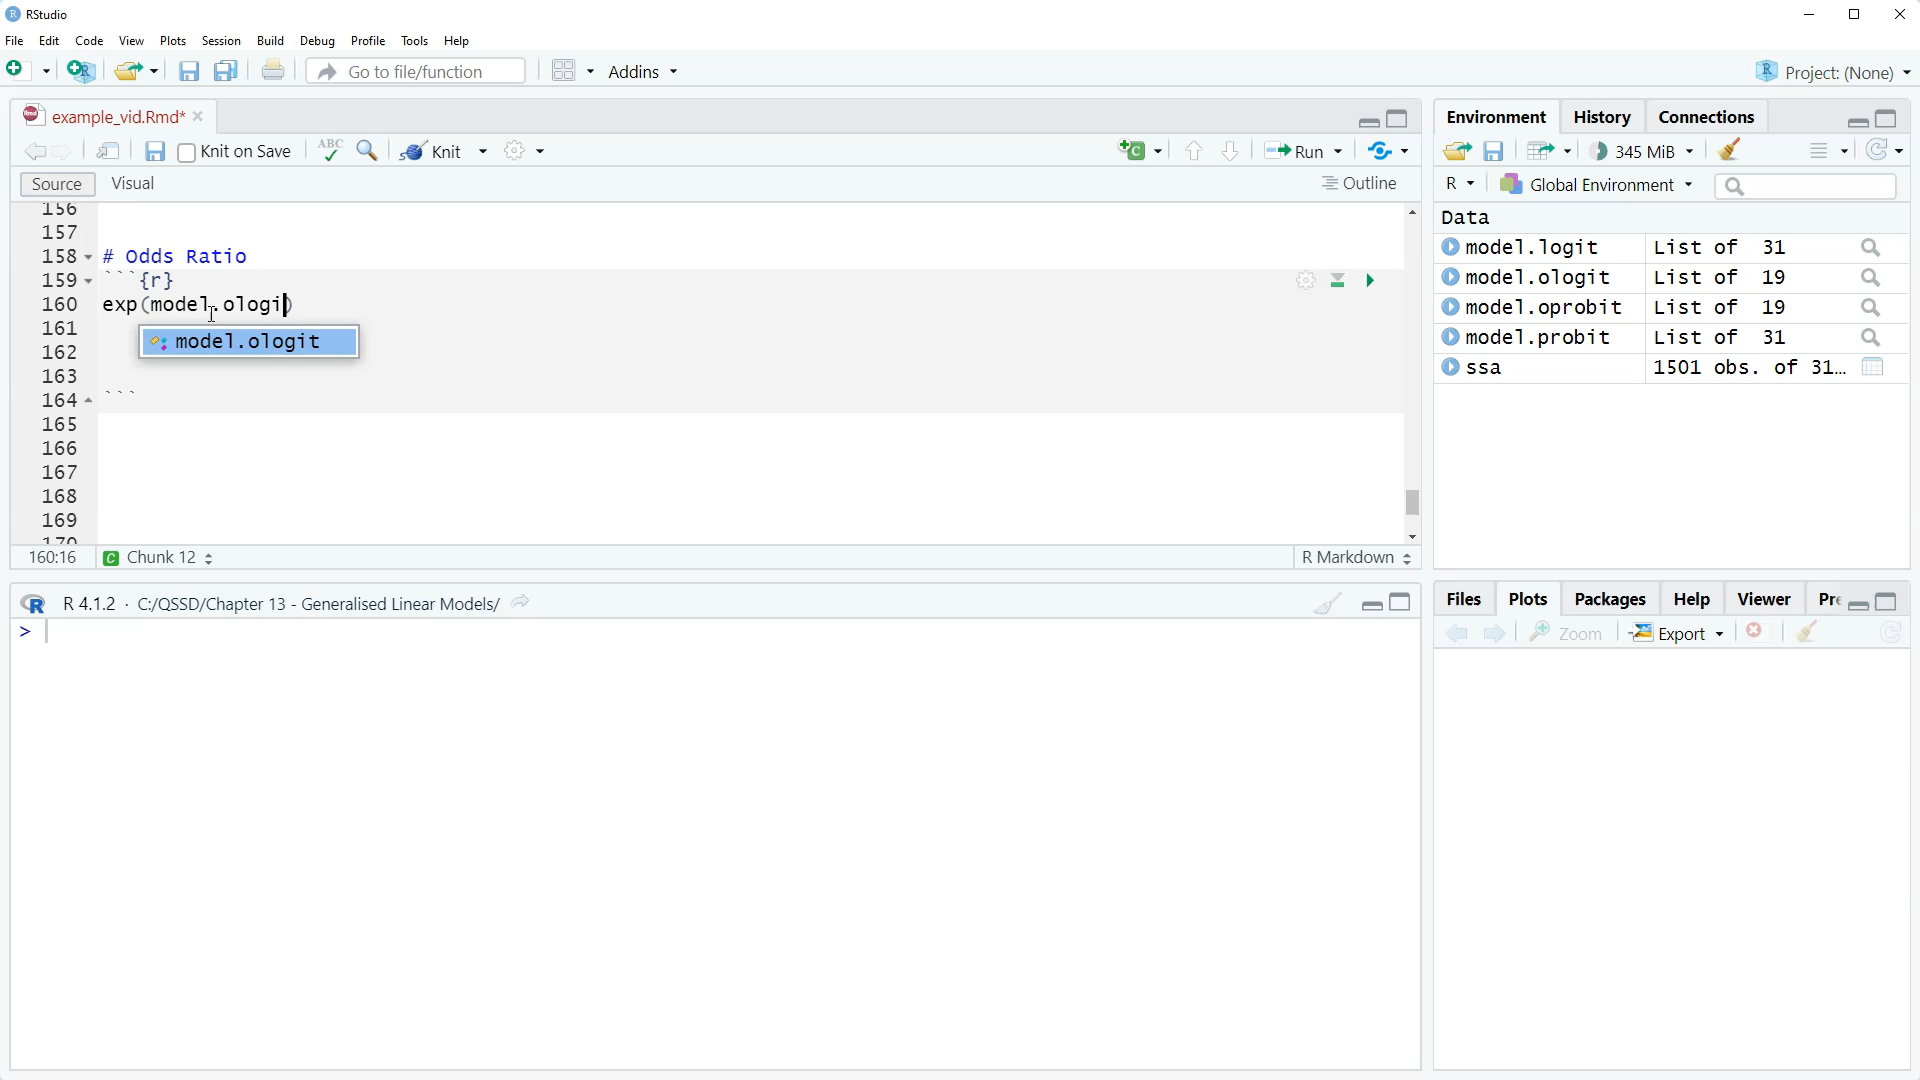 RStudio
File Edit Code View Plots Session Build Debug Profile Tools Help
Go to file/function Addins Project: (None)
example_vid.Rmd*
Knit on Save ABC Knit Run
Source Visual Outline
156
157
158 # Odds Ratio
159 ```{r}
160 exp(model.ologi)
161
model.ologit
162
163
164 ```
165
166
167
168
169
170
160:16 Chunk 12 R Markdown
R 4.1.2 · C:/QSSD/Chapter 13 - Generalised Linear Models/
>
Environment History Connections
345 MiB
R Global Environment
Data
model.logit List of 31
model.ologit List of 19
model.oprobit List of 19
model.probit List of 31
ssa 1501 obs. of 31…
Files Plots Packages Help Viewer Pre
Zoom Export